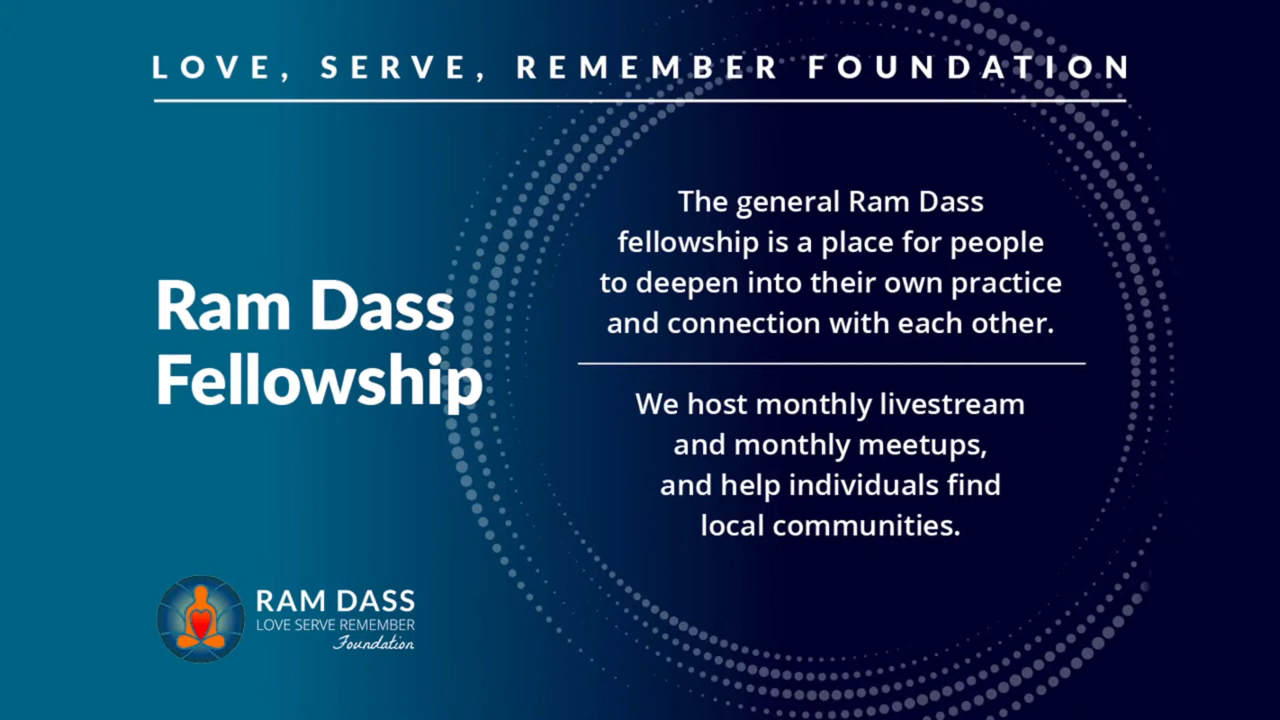 LOVE, SERVE, REMEMBER FOUNDATION
Ram Dass
Fellowship
The general Ram Dass
fellowship is a place for people
to deepen into their own practice
and connection with each other.
We host monthly livestream
and monthly meetups,
and help individuals find
local communities.
RAM DASS
LOVE SERVE REMEMBER
Foundation